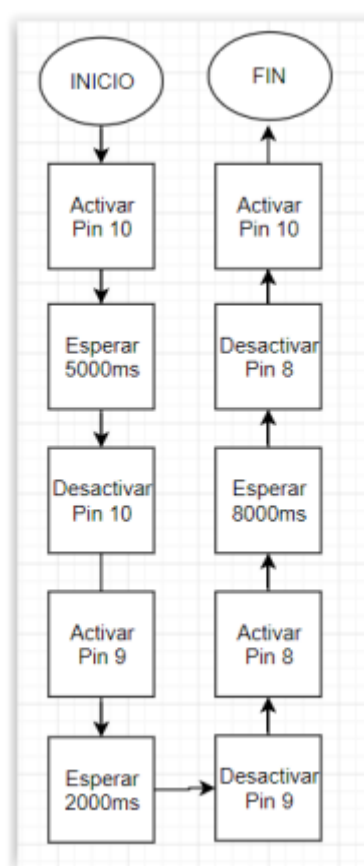 INICIO
Activar
Pin 10
Esperar
5000ms
Desactivar
Pin 10
Activar
Pin 9
Esperar
2000ms
Desactivar
Pin 9
Activar
Pin 8
Esperar
8000ms
Desactivar
Pin 8
Activar
Pin 10
FIN